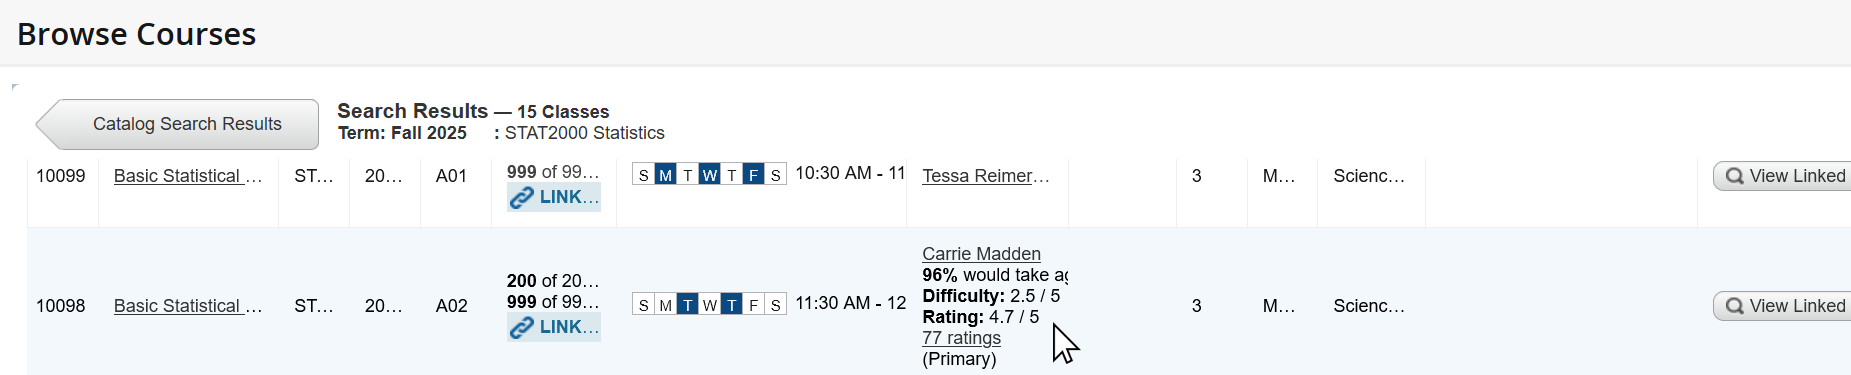 Browse Courses
Catalog Search Results
Search Results — 15 Classes
Term: Fall 2025 : STAT2000 Statistics
10099 Basic Statistical ... ST... 20... A01 999 of 99... S M T W T F S 10:30 AM - 11 Tessa Reimer... 3 M... Scienc... View Linked
LINK...
Carrie Madden
96% would take ag
200 of 20...
Difficulty: 2.5 / 5
10098 Basic Statistical ... ST... 20... A02 999 of 99... S M T W T F S 11:30 AM - 12 3 M... Scienc... View Linked
Rating: 4.7 / 5
LINK...
77 ratings
(Primary)